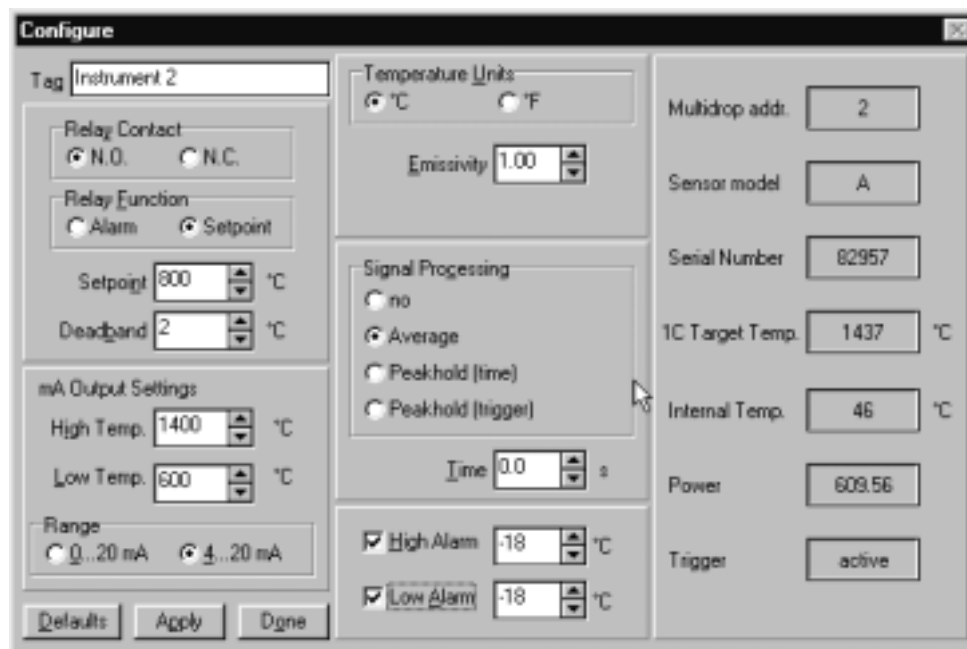 Configure
Tag Instrument 2
Relay Contact
N.O. N.C.
Relay Function
Alarm Setpoint
Setpoint 800 °C
Deadband 2 °C
mA Output Settings
High Temp. 1400 °C
Low Temp. 600 °C
Range
0...20 mA 4...20 mA
Defaults Apply Done
Temperature Units
°C °F
Emissivity 1.00
Signal Processing
no
Average
Peakhold (time)
Peakhold (trigger)
Time 0.0 s
High Alarm -18 °C
Low Alarm -18 °C
Multidrop addr. 2
Sensor model A
Serial Number 82957
1C Target Temp. 1437 °C
Internal Temp. 46 °C
Power 609.56
Trigger active